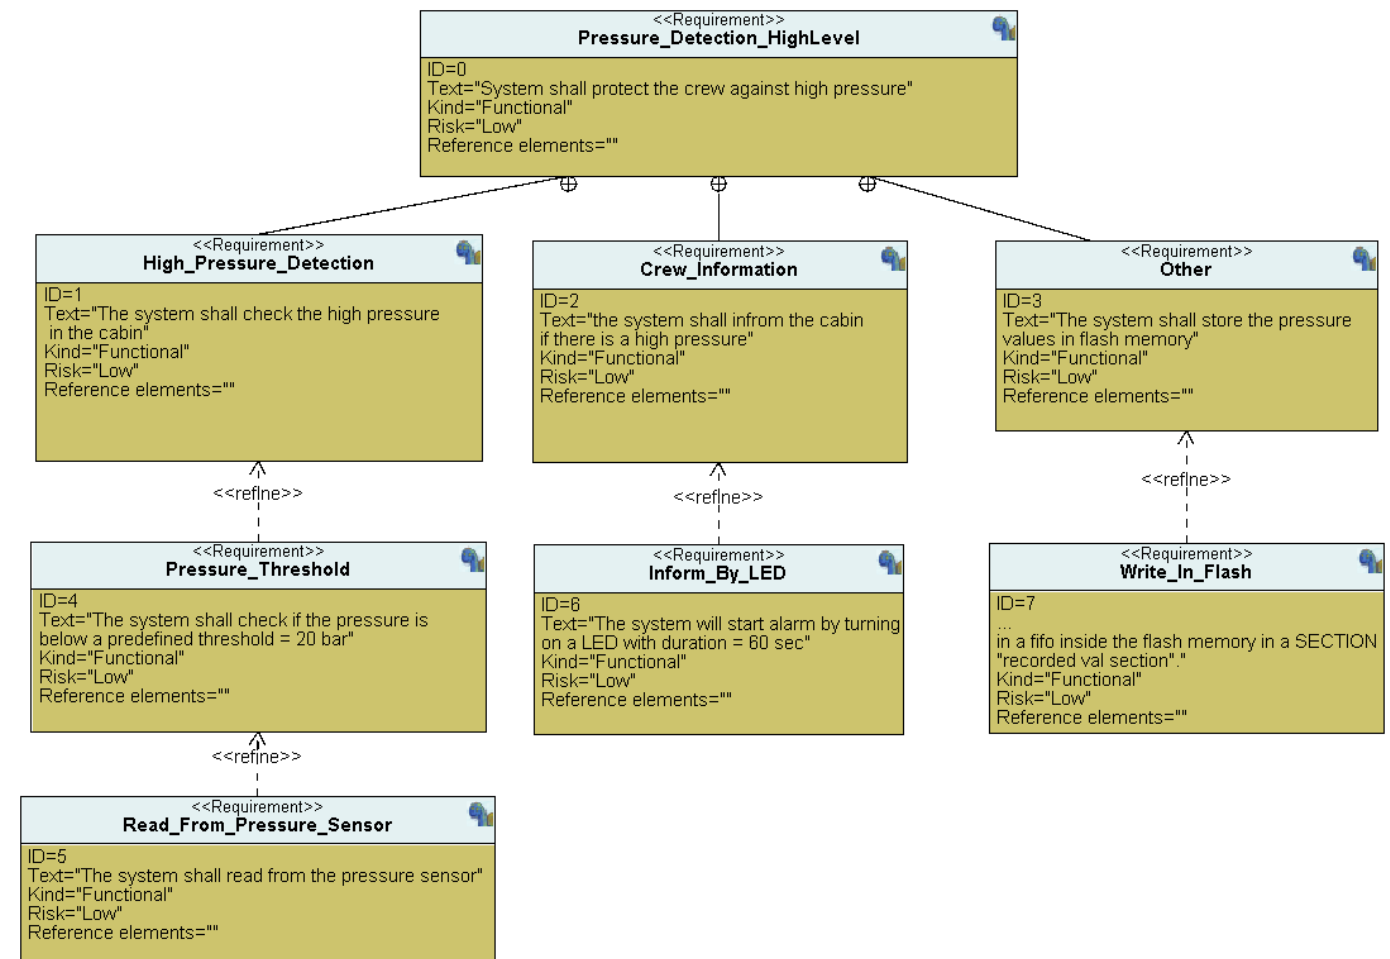 <<Requirement>>
Pressure_Detection_HighLevel
ID=0
Text="System shall protect the crew against high pressure"
Kind="Functional"
Risk="Low"
Reference elements=""
<<Requirement>>
High_Pressure_Detection
ID=1
Text="The system shall check the high pressure
in the cabin"
Kind="Functional"
Risk="Low"
Reference elements=""
<<Requirement>>
Crew_Information
ID=2
Text="the system shall infrom the cabin
if there is a high pressure"
Kind="Functional"
Risk="Low"
Reference elements=""
<<Requirement>>
Other
ID=3
Text="The system shall store the pressure
values in flash memory"
Kind="Functional"
Risk="Low"
Reference elements=""
<<refine>>
<<refine>>
<<refine>>
<<Requirement>>
Pressure_Threshold
ID=4
Text="The system shall check if the pressure is
below a predefined threshold = 20 bar"
Kind="Functional"
Risk="Low"
Reference elements=""
<<Requirement>>
Inform_By_LED
ID=6
Text="The system will start alarm by turning
on a LED with duration = 60 sec"
Kind="Functional"
Risk="Low"
Reference elements=""
<<Requirement>>
Write_In_Flash
ID=7
...
in a fifo inside the flash memory in a SECTION
"recorded val section"."
Kind="Functional"
Risk="Low"
Reference elements=""
<<refine>>
<<Requirement>>
Read_From_Pressure_Sensor
ID=5
Text="The system shall read from the pressure sensor"
Kind="Functional"
Risk="Low"
Reference elements=""